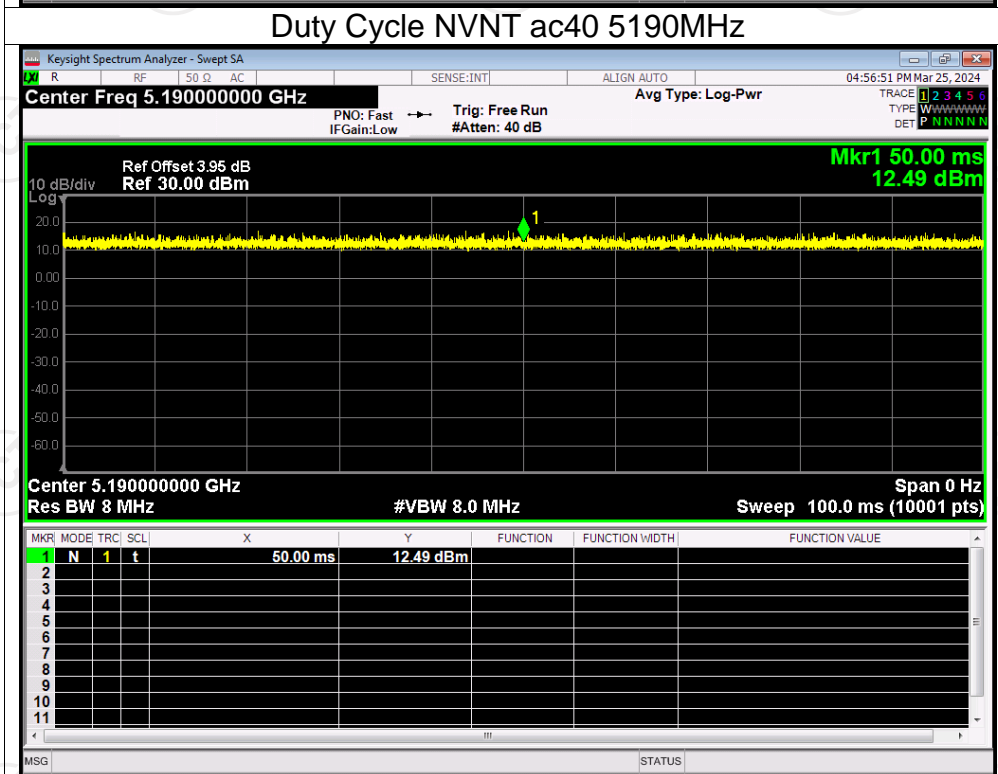 Duty Cycle NVNT ac40 5190MHz
Keysight Spectrum Analyzer - Swept SA
LXI R RF 50 Ω AC SENSE:INT ALIGN AUTO 04:56:51 PM Mar 25, 2024
Center Freq 5.190000000 GHz Avg Type: Log-Pwr TRACE 1 2 3 4 5 6
PNO: Fast Trig: Free Run TYPE WWWWWW
IFGain:Low #Atten: 40 dB DET P N N N N N
Mkr1 50.00 ms
12.49 dBm
Ref Offset 3.95 dB
10 dB/div Ref 30.00 dBm
Log
1
20.0
10.0
0.00
-10.0
-20.0
-30.0
-40.0
-50.0
-60.0
Center 5.190000000 GHz Span 0 Hz
Res BW 8 MHz #VBW 8.0 MHz Sweep 100.0 ms (10001 pts)
MKR MODE TRC SCL X Y FUNCTION FUNCTION WIDTH FUNCTION VALUE
1 N 1 t 50.00 ms 12.49 dBm
2
3
4
5
6
7
8
9
10
11
MSG STATUS